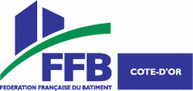 FFB
FEDERATION FRANÇAISE DU BATIMENT
COTE-D'OR